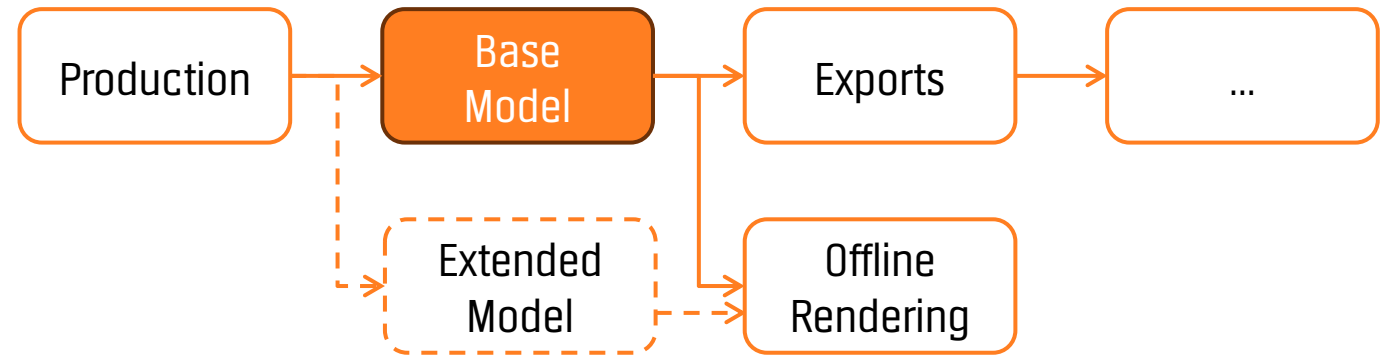 Production
Base
Model
Exports
...
Extended
Model
Offline
Rendering